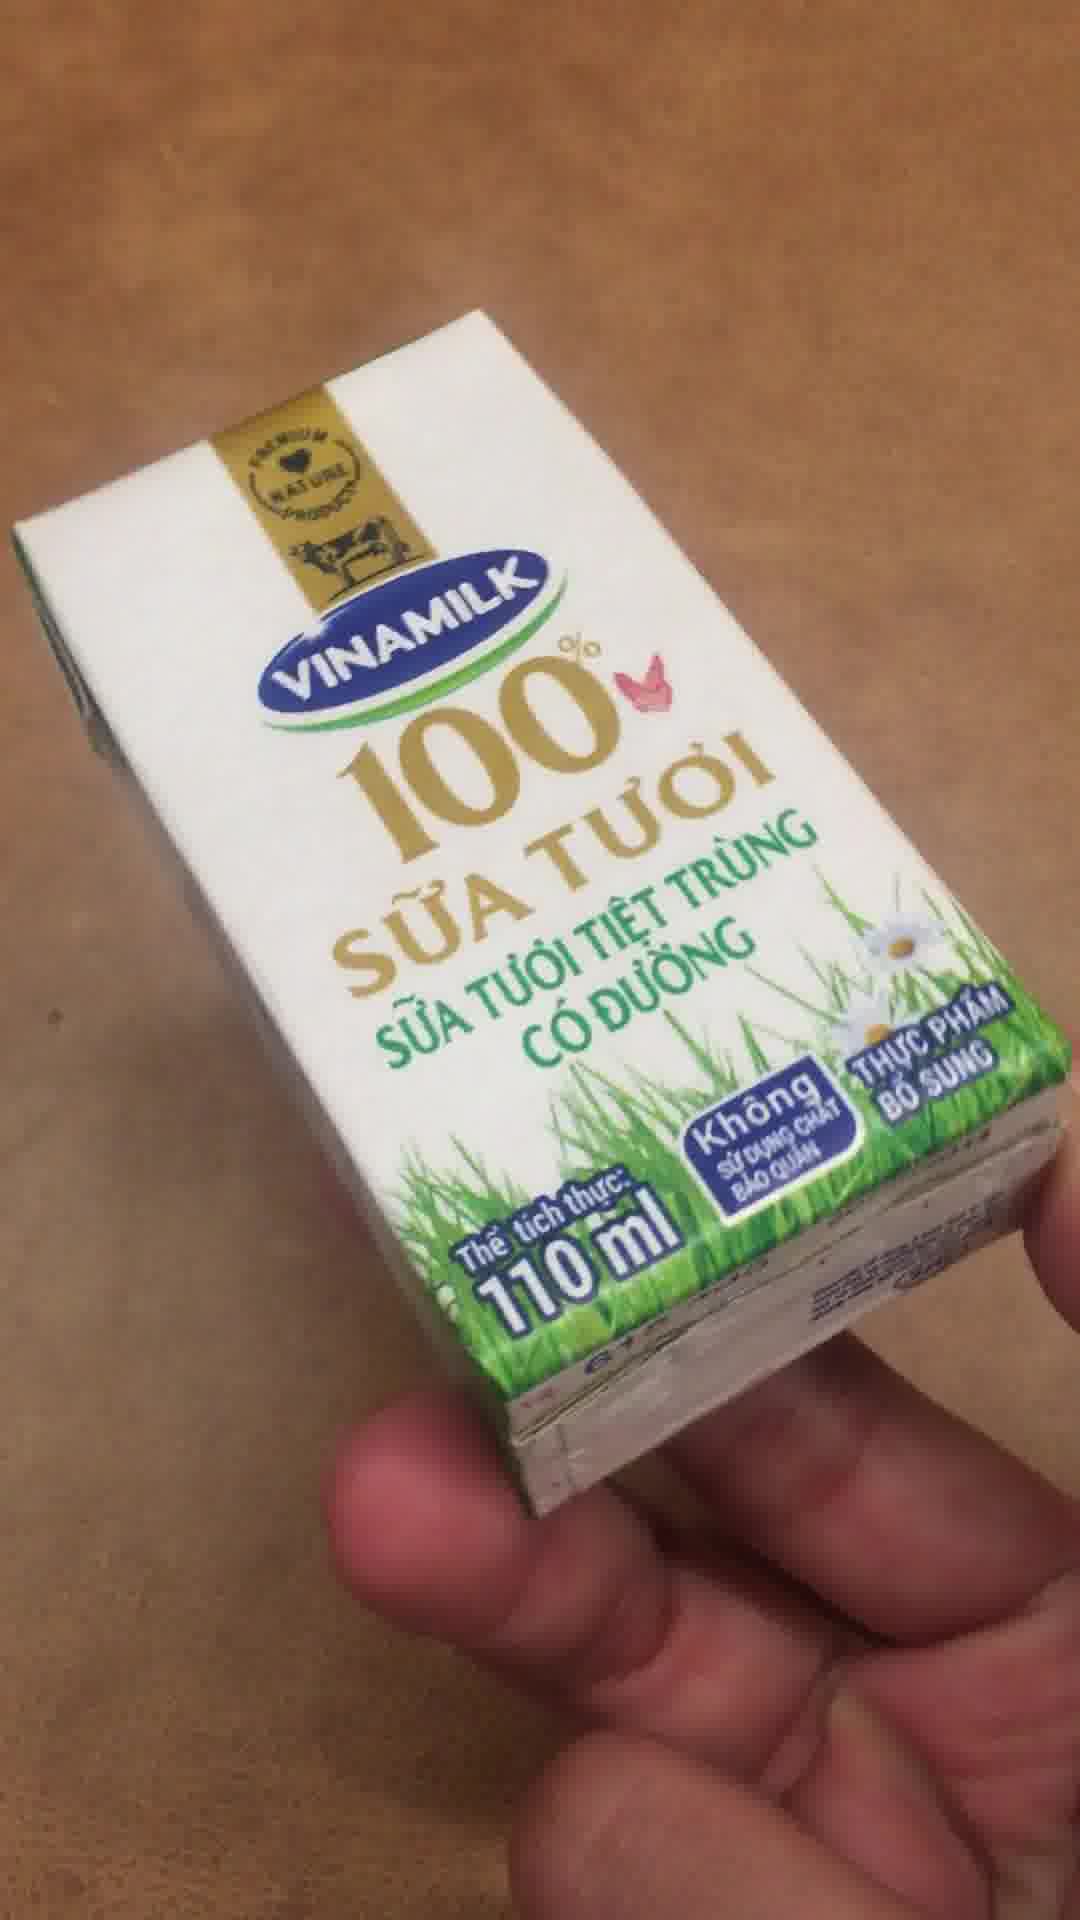 PREMIUM
NATURE
PRODUCTS
VINAMILK
100%
SỮA TƯƠI
SỮA TƯƠI TIỆT TRÙNG
CÓ ĐƯỜNG
THỰC PHẨM
BỔ SUNG
Không
SỬ DỤNG CHẤT
BẢO QUẢN
Thể tích thực:
110 ml